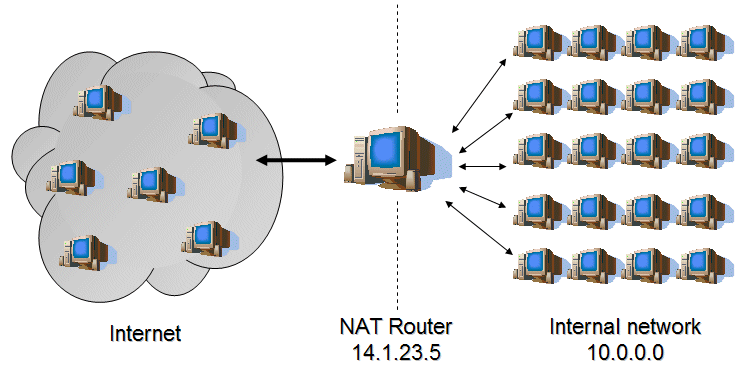 Internet
NAT Router
14.1.23.5
Internal network
10.0.0.0